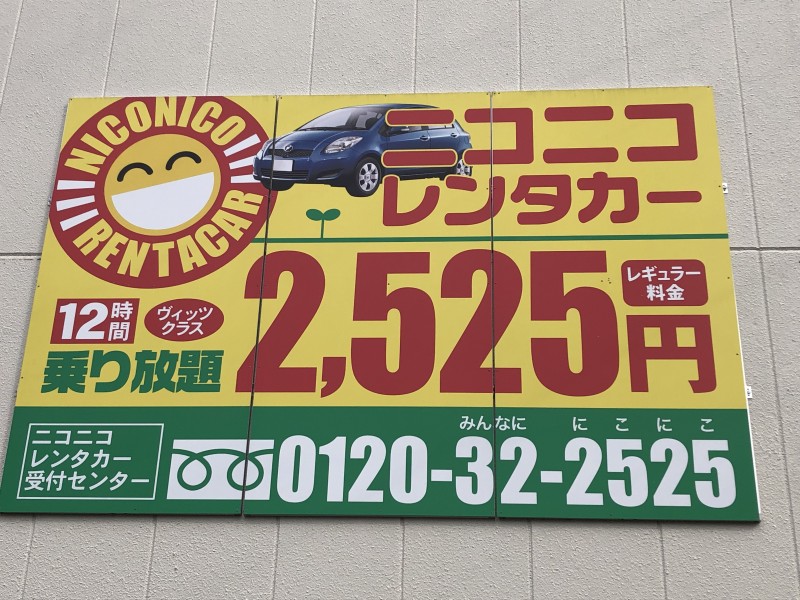 NICONICO
RENTACAR
ニコニコ
レンタカー
12時間
ヴィッツ
クラス
乗り放題
2,525円
レギュラー
料金
ニコニコ
レンタカー
受付センター
みんなに にこにこ
0120-32-2525